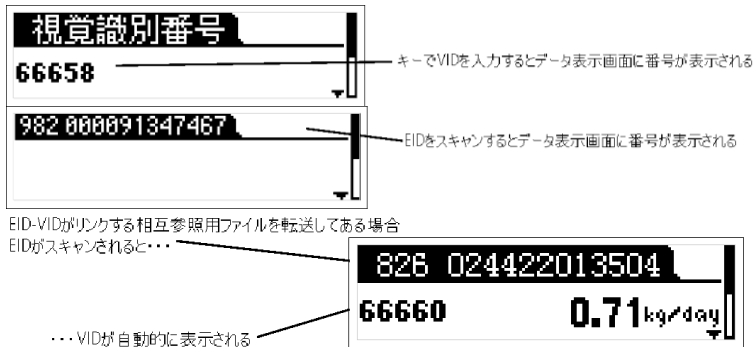 視覚識別番号
66658
キーでVIDを入力するとデータ表示画面に番号が表示される
982 000091347467
EIDをスキャンするとデータ表示画面に番号が表示される
EID-VIDがリンクする相互参照用ファイルを転送してある場合
EIDがスキャンされると・・・
826 024422013504
66660 0.71kg/day
・・・VIDが自動的に表示される